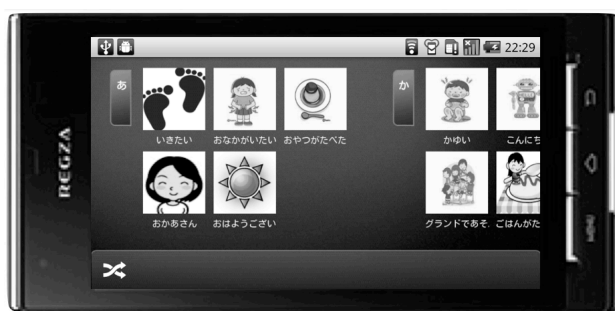 REGZA
22:29
あ
いきたい
おなかがいたい
おやつがたべた
おかあさん
おはようござい
か
かゆい
こんにち
グランドであそ.
ごはんがた